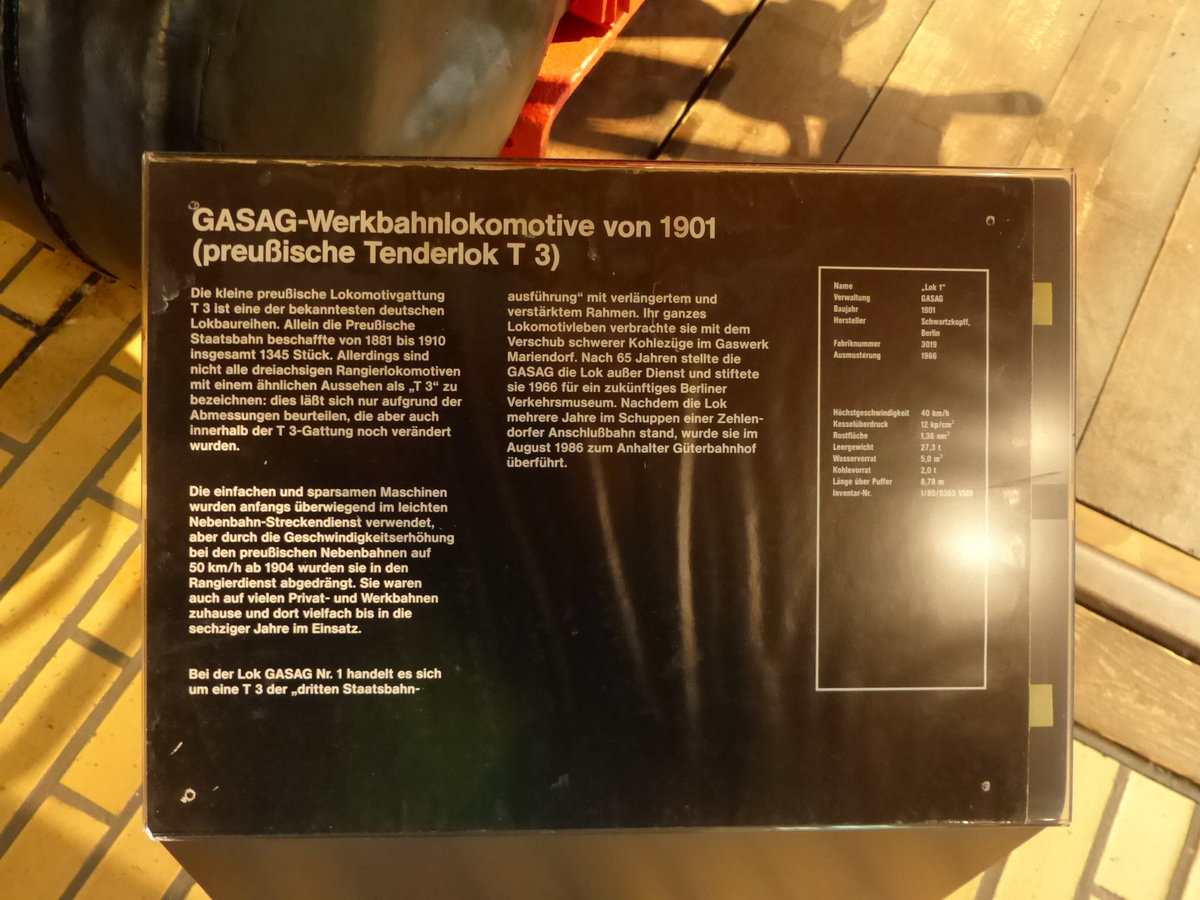 GASAG-Werkbahnlokomotive von 1901
(preußische Tenderlok T 3)
Die kleine preußische Lokomotivgattung
T 3 ist eine der bekanntesten deutschen
Lokbaureihen. Allein die Preußische
Staatsbahn beschaffte von 1881 bis 1910
insgesamt 1345 Stück. Allerdings sind
nicht alle dreiachsigen Rangierlokomotiven
mit einem ähnlichen Aussehen als „T 3“ zu
bezeichnen: dies läßt sich nur aufgrund der
Abmessungen beurteilen, die aber auch
innerhalb der T 3-Gattung noch verändert
wurden.
Die einfachen und sparsamen Maschinen
wurden anfangs überwiegend im leichten
Nebenbahn-Streckendienst verwendet,
aber durch die Geschwindigkeitserhöhung
bei den preußischen Nebenbahnen auf
50 km/h ab 1904 wurden sie in den
Rangierdienst abgedrängt. Sie waren
auch auf vielen Privat- und Werkbahnen
zuhause und dort vielfach bis in die
sechziger Jahre im Einsatz.
Bei der Lok GASAG Nr. 1 handelt es sich
um eine T 3 der „dritten Staatsbahn-
ausführung“ mit verlängertem und
verstärktem Rahmen. Ihr ganzes
Lokomotivleben verbrachte sie mit dem
Verschub schwerer Kohlezüge im Gaswerk
Mariendorf. Nach 65 Jahren stellte die
GASAG die Lok außer Dienst und stiftete
sie 1966 für ein zukünftiges Berliner
Verkehrsmuseum. Nachdem die Lok
mehrere Jahre im Schuppen einer Zehlen-
dorfer Anschlußbahn stand, wurde sie im
August 1986 zum Anhalter Güterbahnhof
überführt.
Name „Lok 1“
Verwaltung GASAG
Baujahr 1901
Hersteller Schwartzkopff,
Berlin
Fabriknummer 3019
Ausmusterung 1966
Höchstgeschwindigkeit 40 km/h
Kesselüberdruck 12 kp/cm²
Rostfläche 1,36 nm²
Leergewicht 27,3 t
Wasservorrat 5,0 m³
Kohlevorrat 2,0 t
Länge über Puffer 8,78 m
Inventar-Nr. 1/80/0365 VMB